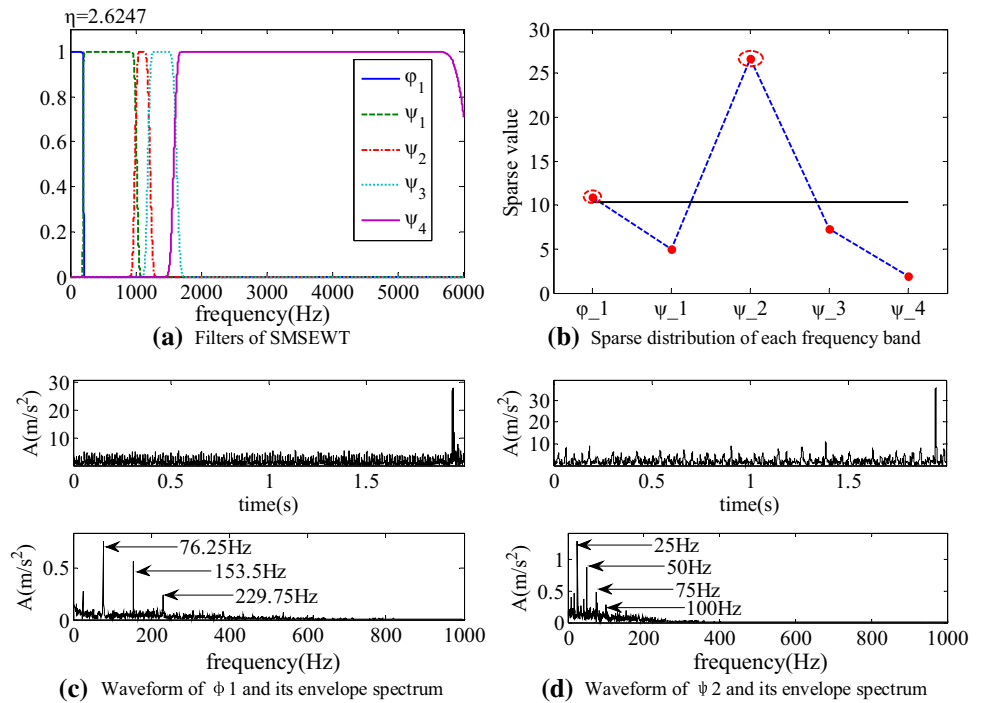 η=2.6247
1
0.8
0.6
0.4
0.2
0
0 1000 2000 3000 4000 5000 6000
frequency(Hz)
φ_1
ψ_1
ψ_2
ψ_3
ψ_4
(a) Filters of SMSEWT
30
25
20
15
10
5
0
Sparse value
φ_1 ψ_1 ψ_2 ψ_3 ψ_4
(b) Sparse distribution of each frequency band
A(m/s²)
30
20
10
0 0.5 1 1.5
time(s)
A(m/s²)
0.5
0
76.25Hz
153.5Hz
229.75Hz
0 200 400 600 800 1000
frequency(Hz)
(c) Waveform of ϕ1 and its envelope spectrum
A(m/s²)
30
20
10
0 0.5 1 1.5
time(s)
A(m/s²)
1
0.5
0
25Hz
50Hz
75Hz
100Hz
0 200 400 600 800 1000
frequency(Hz)
(d) Waveform of ψ2 and its envelope spectrum